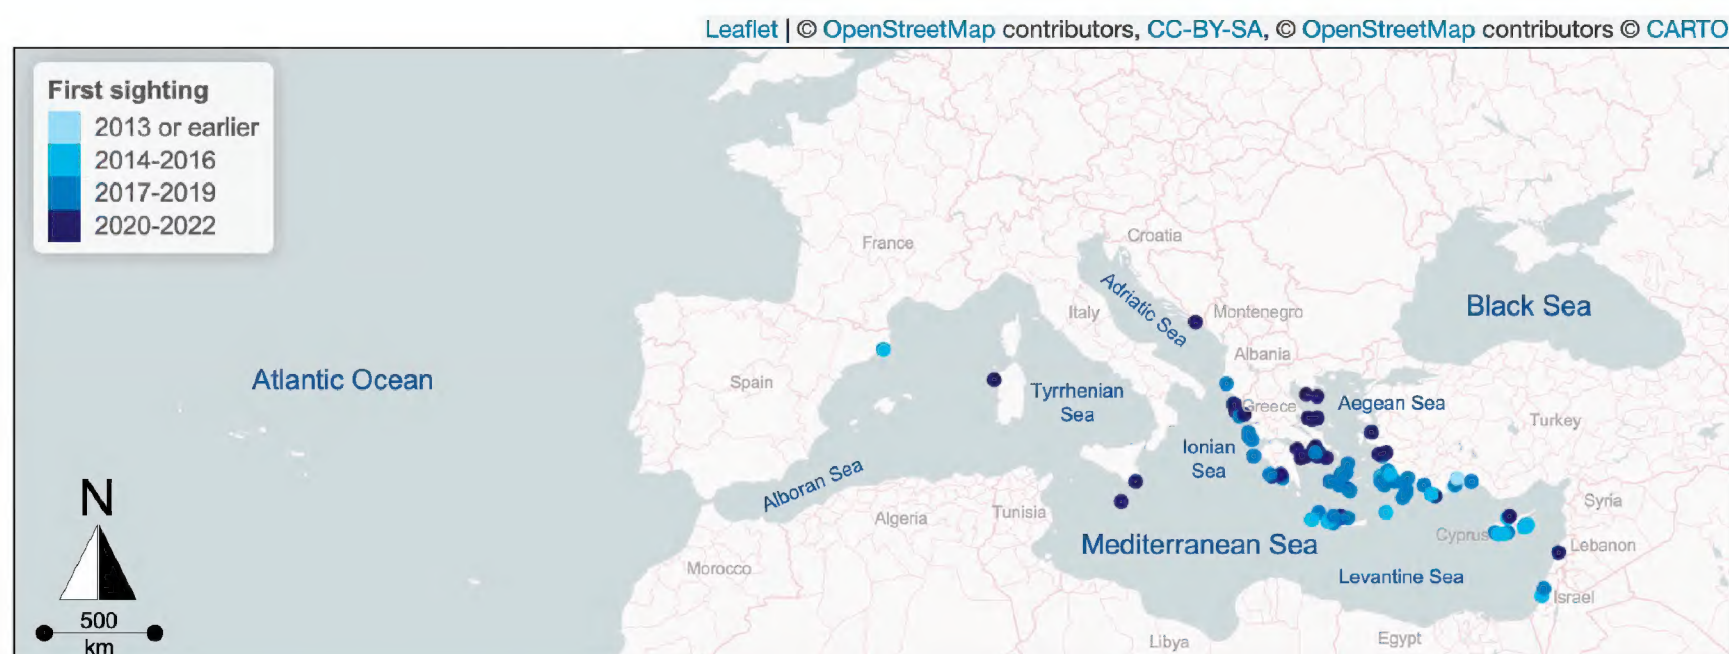 Leaflet | © OpenStreetMap contributors, CC-BY-SA, © OpenStreetMap contributors © CARTO
First sighting
2013 or earlier
2014-2016
2017-2019
2020-2022
France
Croatia
Adriatic Sea
Italy
Montenegro
Black Sea
Albania
Atlantic Ocean
Spain
Tyrrhenian
Sea
Greece
Aegean Sea
Turkey
Ionian
Sea
Alboran Sea
N
Algeria
Tunisia
Syria
Mediterranean Sea
Cyprus
Lebanon
Morocco
Levantine Sea
Israel
500
km
Libya
Egypt